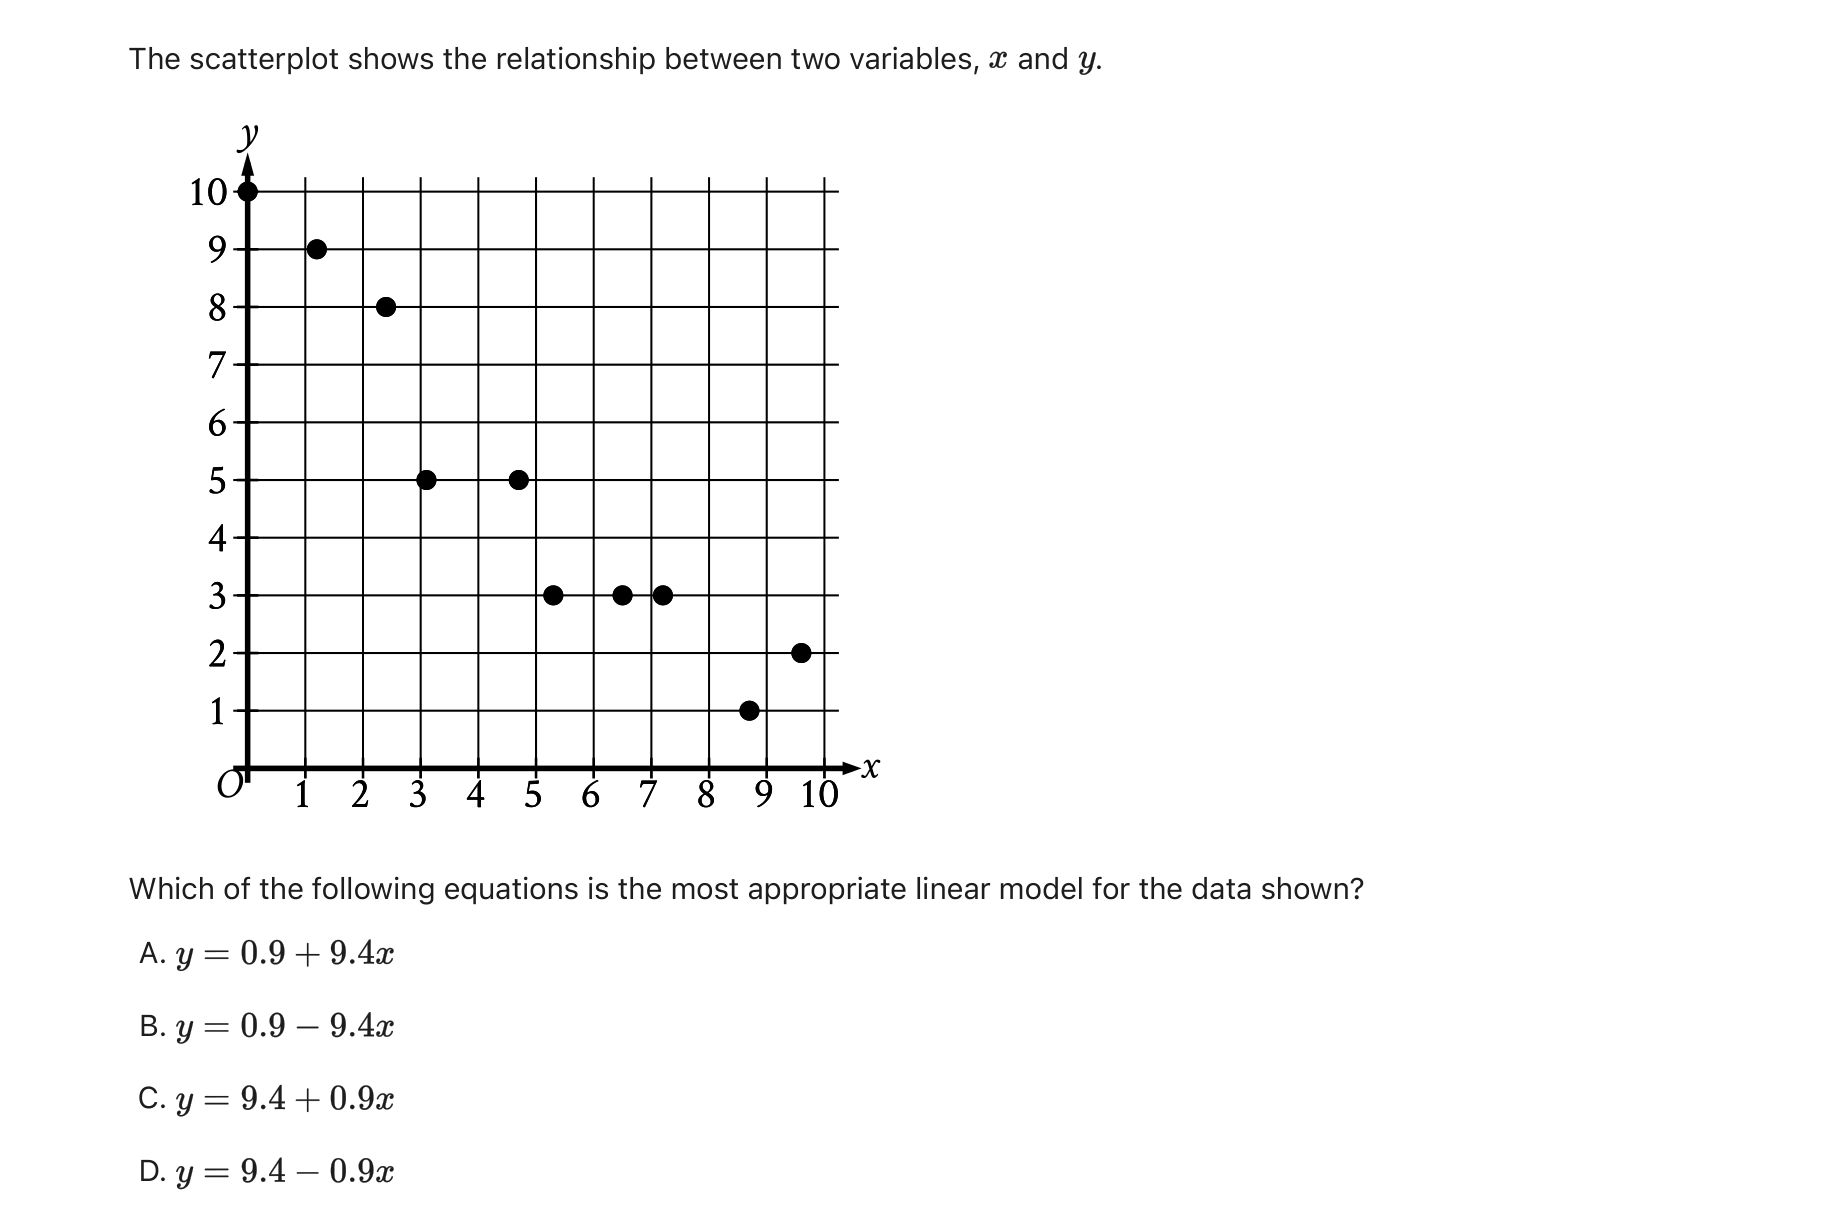 The scatterplot shows the relationship between two variables, x and y.
y
10
9
8
7
6
5
4
3
2
1
O
1 2 3 4 5 6 7 8 9 10
x
Which of the following equations is the most appropriate linear model for the data shown?
A. y = 0.9 + 9.4x
B. y = 0.9 − 9.4x
C. y = 9.4 + 0.9x
D. y = 9.4 − 0.9x